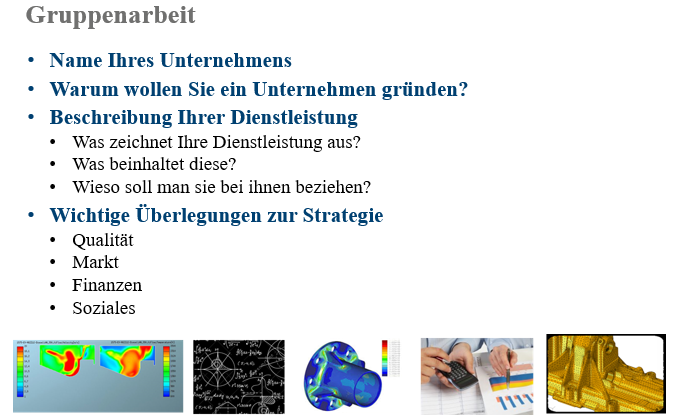 Gruppenarbeit
• Name Ihres Unternehmens
• Warum wollen Sie ein Unternehmen gründen?
• Beschreibung Ihrer Dienstleistung
• Was zeichnet Ihre Dienstleistung aus?
• Was beinhaltet diese?
• Wieso soll man sie bei ihnen beziehen?
• Wichtige Überlegungen zur Strategie
• Qualität
• Markt
• Finanzen
• Soziales